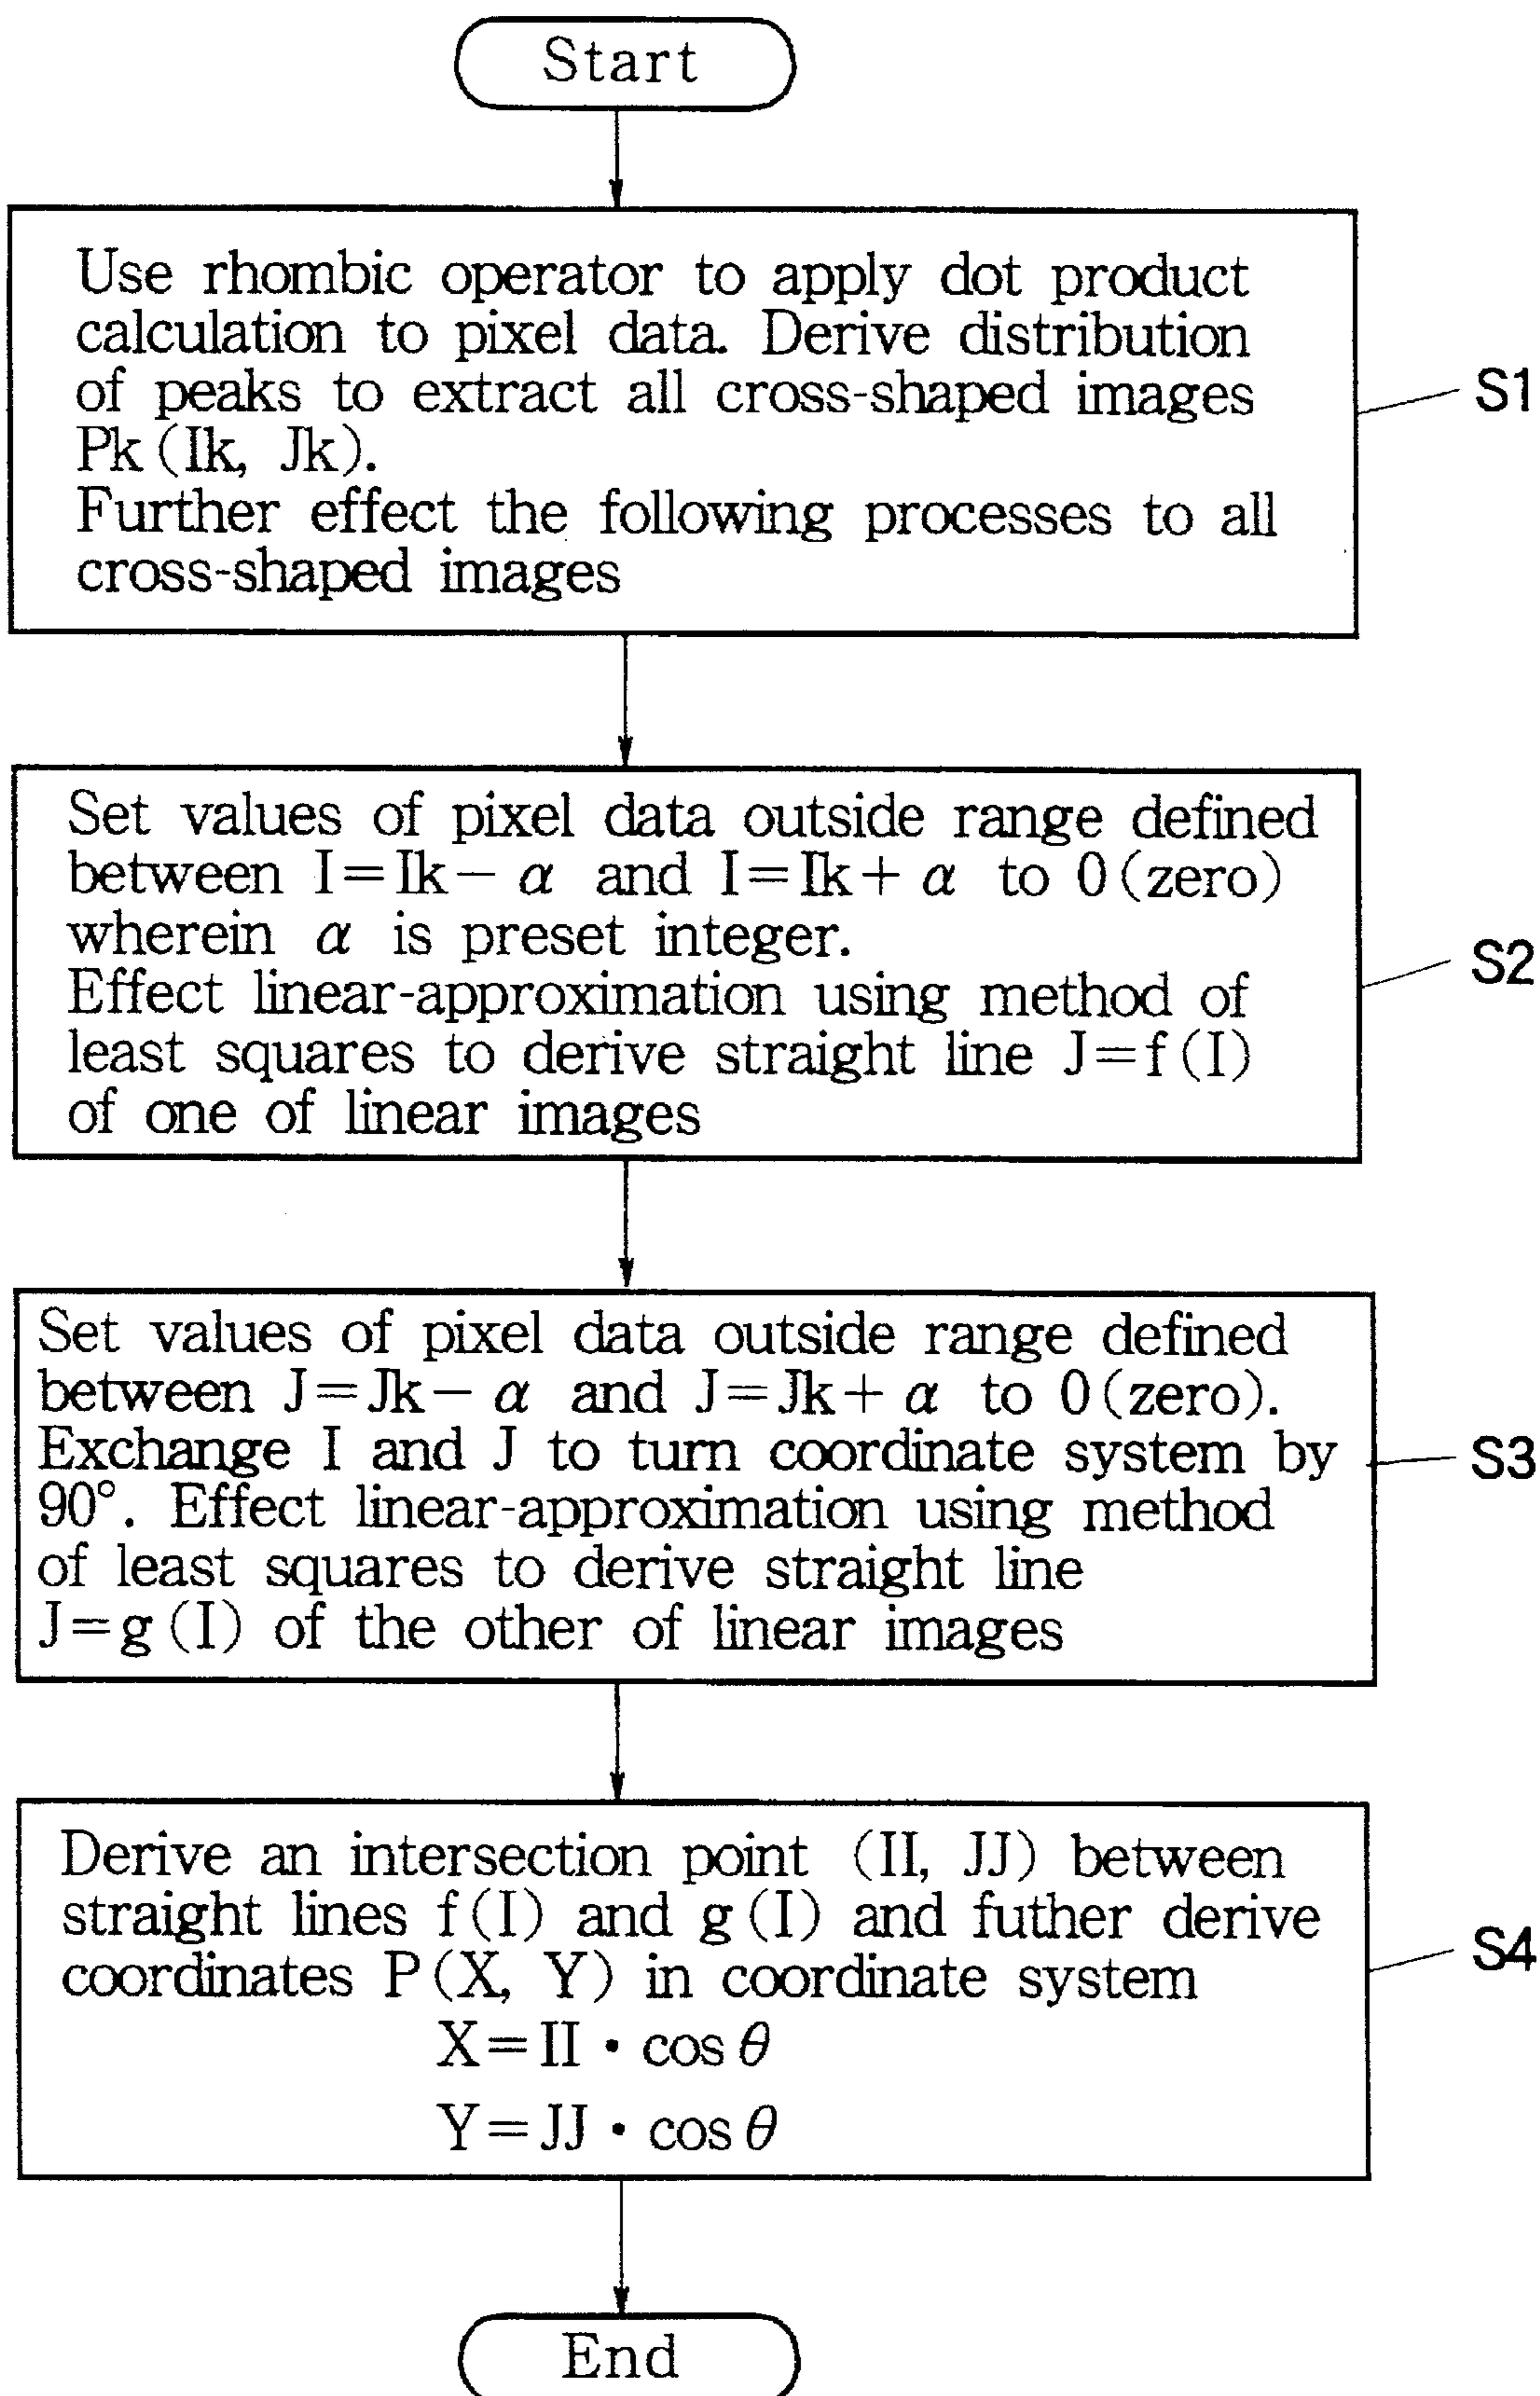 Start
Use rhombic operator to apply dot product
calculation to pixel data. Derive distribution
of peaks to extract all cross-shaped images
Pk(Ik, Jk).
Further effect the following processes to all
cross-shaped images
S1
Set values of pixel data outside range defined
between I=Ik-α and I=Ik+α to 0(zero)
wherein α is preset integer.
Effect linear-approximation using method of
least squares to derive straight line J=f(I)
of one of linear images
S2
Set values of pixel data outside range defined
between J=Jk-α and J=Jk+α to 0(zero).
Exchange I and J to turn coordinate system by
90°. Effect linear-approximation using method
of least squares to derive straight line
J=g(I) of the other of linear images
S3
Derive an intersection point (II, JJ) between
straight lines f(I) and g(I) and futher derive
coordinates P(X, Y) in coordinate system
X=II・cosθ
Y=JJ・cosθ
S4
End